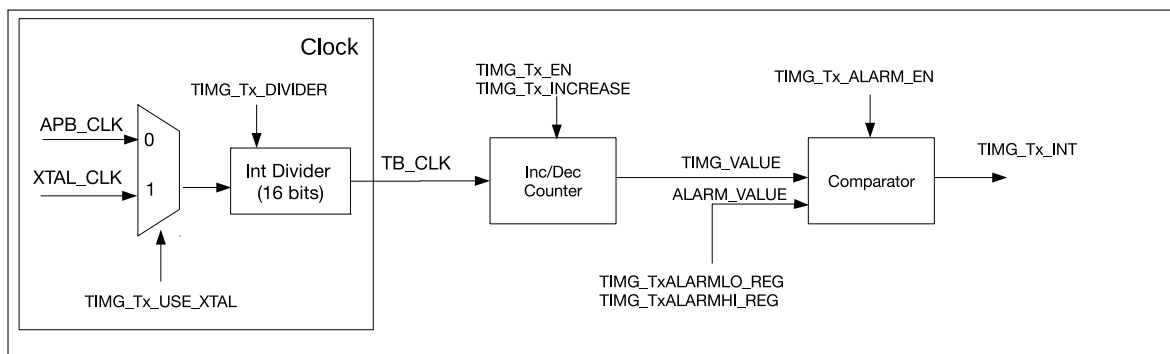 Clock
TIMG_Tx_DIVIDER
APB_CLK
0
XTAL_CLK
1
Int Divider
(16 bits)
TIMG_Tx_USE_XTAL
TB_CLK
TIMG_Tx_EN
TIMG_Tx_INCREASE
Inc/Dec
Counter
TIMG_VALUE
ALARM_VALUE
TIMG_TxALARMLO_REG
TIMG_TxALARMHI_REG
TIMG_Tx_ALARM_EN
Comparator
TIMG_Tx_INT